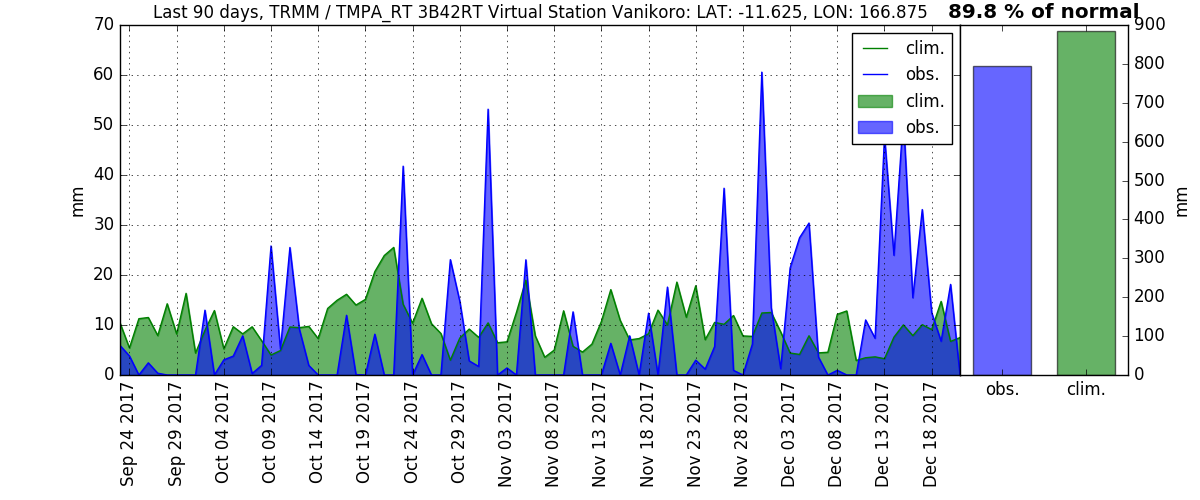 Last 90 days, TRMM / TMPA_RT 3B42RT Virtual Station Vanikoro: LAT: -11.625, LON: 166.875
89.8 % of normal
70
60
50
40
30
20
10
0
mm
clim.
obs.
clim.
obs.
Sep 24 2017
Sep 29 2017
Oct 04 2017
Oct 09 2017
Oct 14 2017
Oct 19 2017
Oct 24 2017
Oct 29 2017
Nov 03 2017
Nov 08 2017
Nov 13 2017
Nov 18 2017
Nov 23 2017
Nov 28 2017
Dec 03 2017
Dec 08 2017
Dec 13 2017
Dec 18 2017
900
800
700
600
500
400
300
200
100
0
mm
obs.
clim.